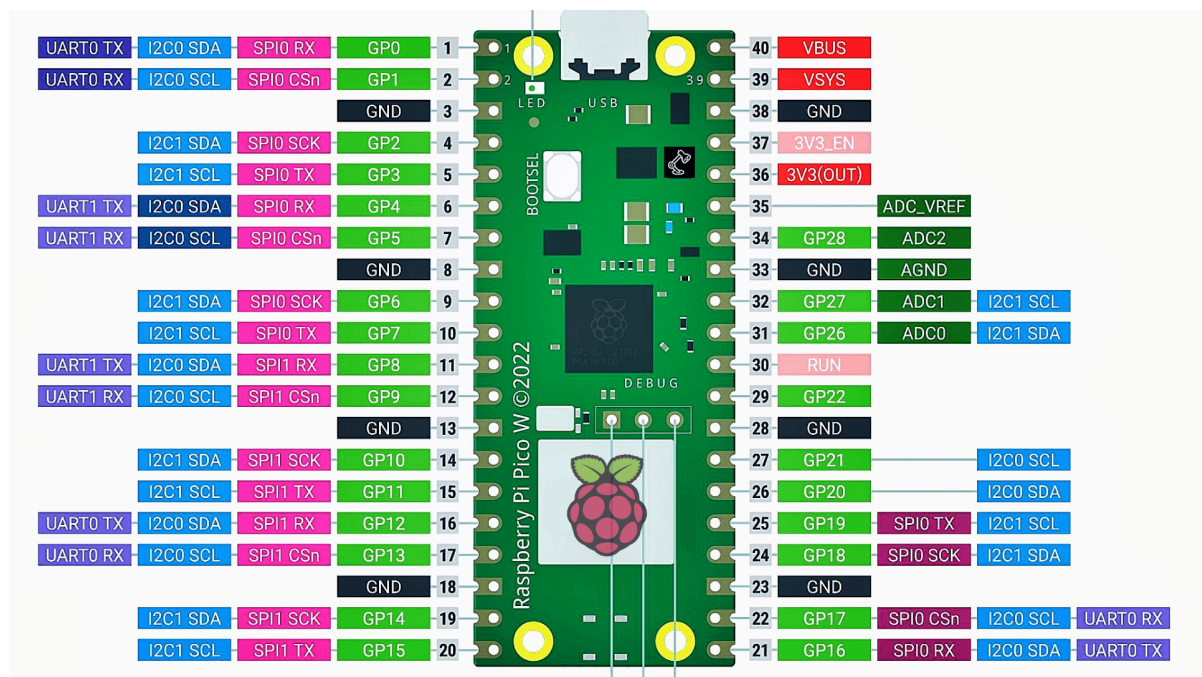 UART0 TX I2C0 SDA SPI0 RX GP0 1 1 40 VBUS
UART0 RX I2C0 SCL SPI0 CSn GP1 2 2 39 39 VSYS
LED USB
GND 3 38 GND
I2C1 SDA SPI0 SCK GP2 4 37 3V3_EN
I2C1 SCL SPI0 TX GP3 5 36 3V3(OUT)
BOOTSEL
UART1 TX I2C0 SDA SPI0 RX GP4 6 35 ADC_VREF
UART1 RX I2C0 SCL SPI0 CSn GP5 7 34 GP28 ADC2
GND 8 33 GND AGND
I2C1 SDA SPI0 SCK GP6 9 32 GP27 ADC1 I2C1 SCL
I2C1 SCL SPI0 TX GP7 10 31 GP26 ADC0 I2C1 SDA
UART1 TX I2C0 SDA SPI1 RX GP8 11 30 RUN
DEBUG
UART1 RX I2C0 SCL SPI1 CSn GP9 12 29 GP22
GND 13 28 GND
I2C1 SDA SPI1 SCK GP10 14 27 GP21 I2C0 SCL
I2C1 SCL SPI1 TX GP11 15 26 GP20 I2C0 SDA
Raspberry Pi Pico W ©2022
UART0 TX I2C0 SDA SPI1 RX GP12 16 25 GP19 SPI0 TX I2C1 SCL
UART0 RX I2C0 SCL SPI1 CSn GP13 17 24 GP18 SPI0 SCK I2C1 SDA
GND 18 23 GND
I2C1 SDA SPI1 SCK GP14 19 22 GP17 SPI0 CSn I2C0 SCL UART0 RX
I2C1 SCL SPI1 TX GP15 20 21 GP16 SPI0 RX I2C0 SDA UART0 TX